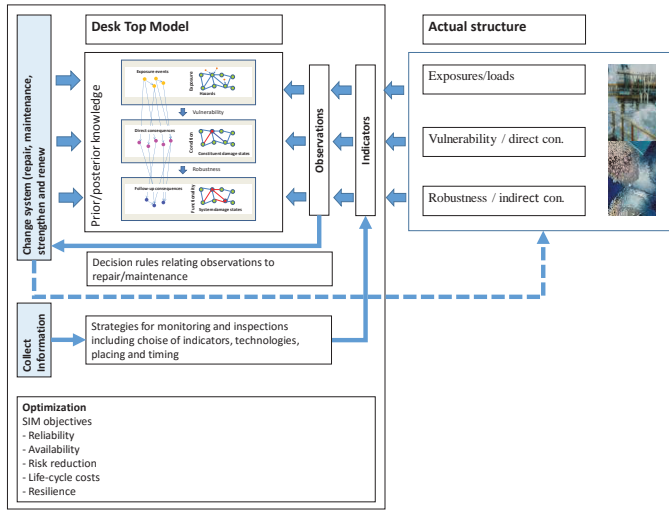 Desk Top Model
Actual structure
Change system (repair, maintenance,
strengthen and renew
Prior/posterior knowledge
Exposure events
Exposure
Hazards
Vulnerability
Direct consequences
Condition
Constituent damage states
Robustness
Follow-up consequences
Functionality
System damage states
Observations
Indicators
Exposures/loads
Vulnerability / direct con.
Robustness / indirect con.
Decision rules relating observations to
repair/maintenance
Collect
Information
Strategies for monitoring and inspections
including choise of indicators, technologies,
placing and timing
Optimization
SIM objectives
- Reliability
- Availability
- Risk reduction
- Life-cycle costs
- Resilience